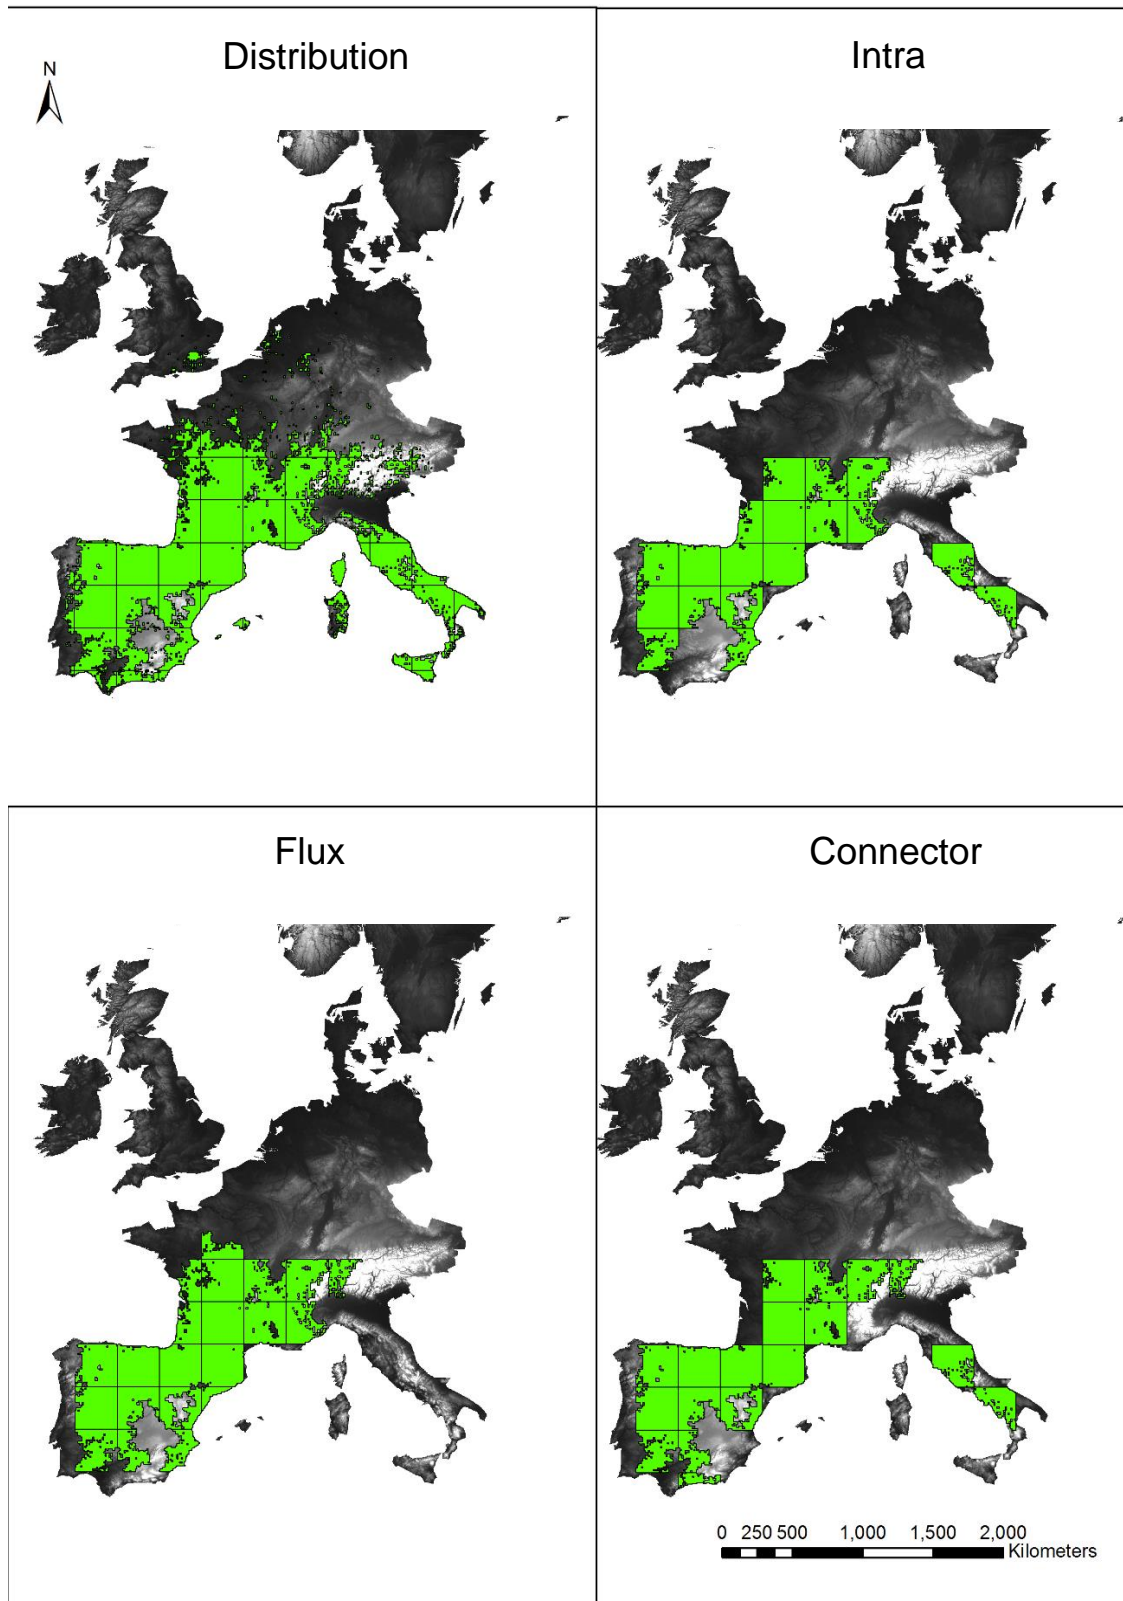 Distribution
Intra
N
Flux
Connector
0 250 500 1,000 1,500 2,000
Kilometers